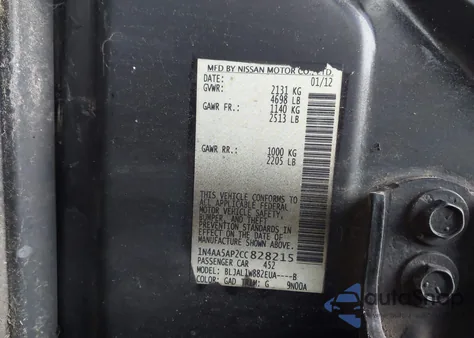 MFD BY NISSAN MOTOR CO., LTD.
DATE: 01/12
GVWR: 2131 KG
4698 LB
GAWR FR.: 1140 KG
2513 LB
GAWR RR.: 1000 KG
2205 LB
THIS VEHICLE CONFORMS TO
ALL APPLICABLE FEDERAL
MOTOR VEHICLE SAFETY,
BUMPER, AND THEFT
PREVENTION STANDARDS IN
EFFECT ON THE DATE OF
MANUFACTURE SHOWN ABOVE.
1N4AA5AP2CC828215
PASSENGER CAR 452
MODEL: BLJALJW882EUA----B
COLOR: GAD TRIM: G 9N00A
AutoShop